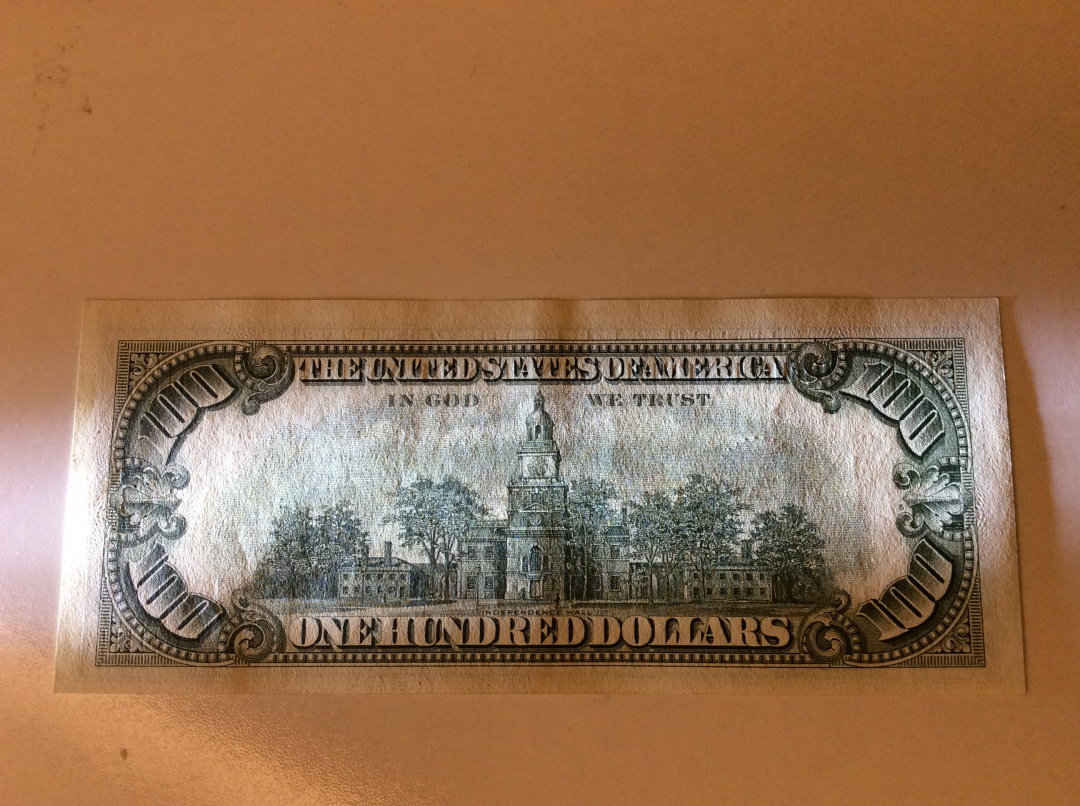 THE UNITED STATES OF AMERICA
100 100
IN GOD WE TRUST
100 100
INDEPENDENCE HALL
ONE HUNDRED DOLLARS